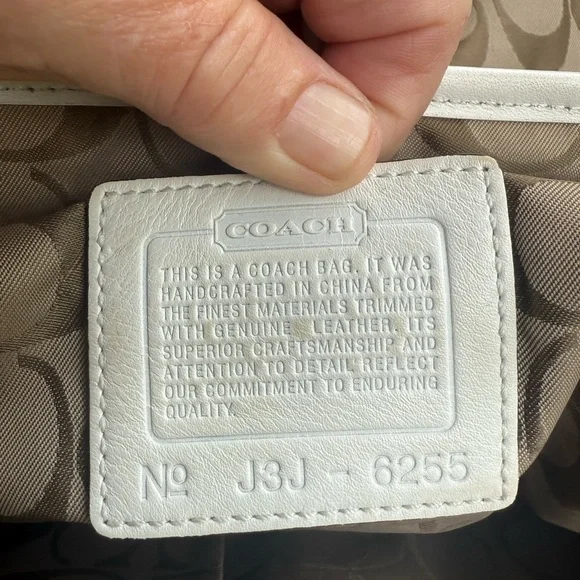 COACH
THIS IS A COACH BAG. IT WAS
HANDCRAFTED IN CHINA FROM
THE FINEST MATERIALS TRIMMED
WITH GENUINE LEATHER. ITS
SUPERIOR CRAFTSMANSHIP AND
ATTENTION TO DETAIL REFLECT
OUR COMMITMENT TO ENDURING
QUALITY.
Nº J3J - 6255